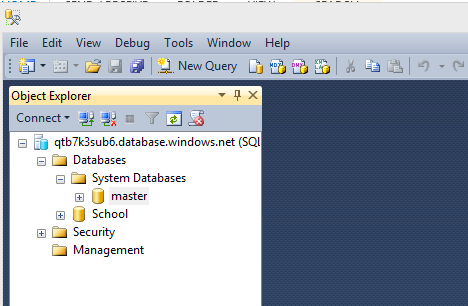 File Edit View Debug Tools Window Help
New Query
Object Explorer
Connect
qtb7k3sub6.database.windows.net (SQL
Databases
System Databases
master
School
Security
Management